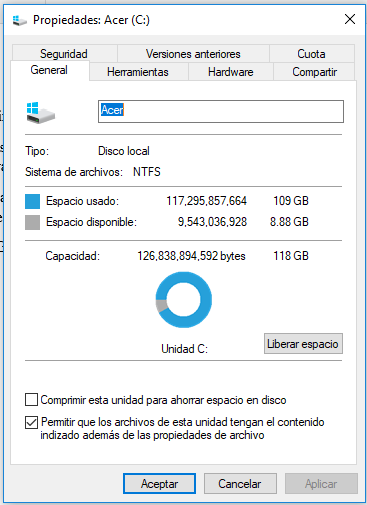 Propiedades: Acer (C:)
Seguridad Versiones anteriores Cuota
General Herramientas Hardware Compartir
Acer
Tipo: Disco local
Sistema de archivos: NTFS
Espacio usado: 117,295,857,664 109 GB
Espacio disponible: 9,543,036,928 8.88 GB
Capacidad: 126,838,894,592 bytes 118 GB
Unidad C:
Liberar espacio
Comprimir esta unidad para ahorrar espacio en disco
Permitir que los archivos de esta unidad tengan el contenido
indizado además de las propiedades de archivo
Aceptar Cancelar Aplicar